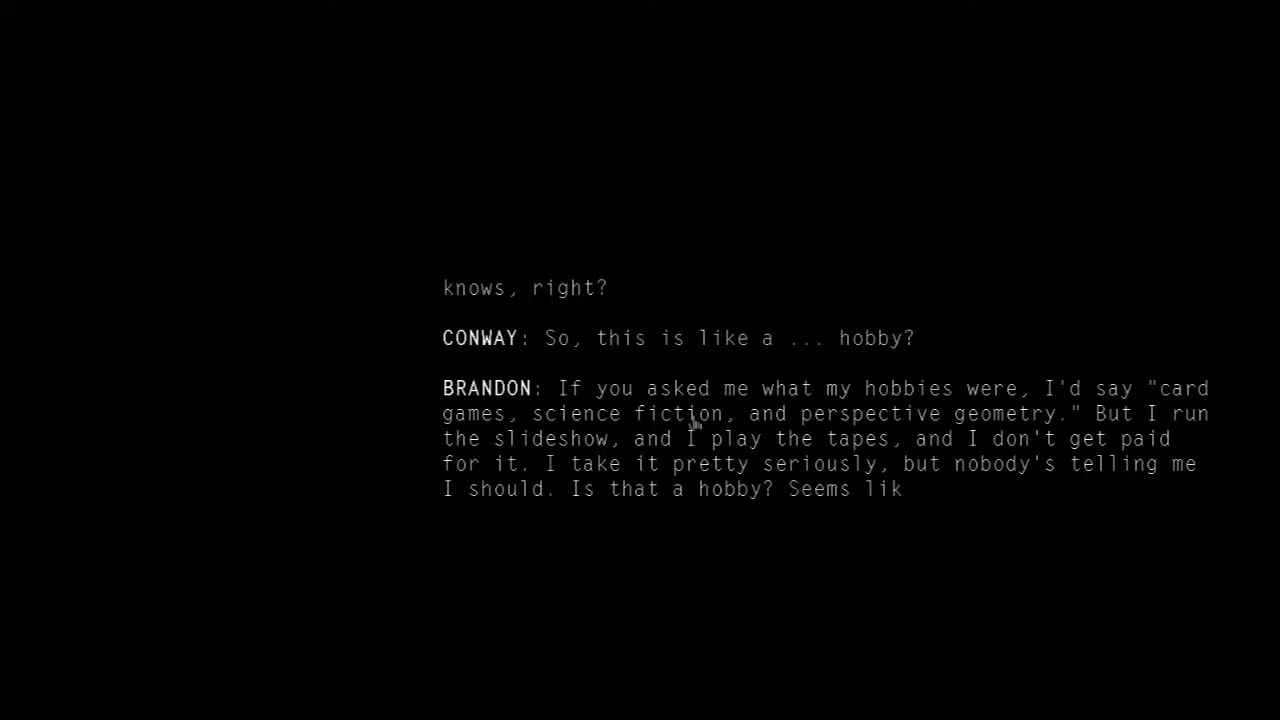 knows, right?
CONWAY: So, this is like a ... hobby?
BRANDON: If you asked me what my hobbies were, I'd say "card
games, science fiction, and perspective geometry." But I run
the slideshow, and I play the tapes, and I don't get paid
for it. I take it pretty seriously, but nobody's telling me
I should. Is that a hobby? Seems lik